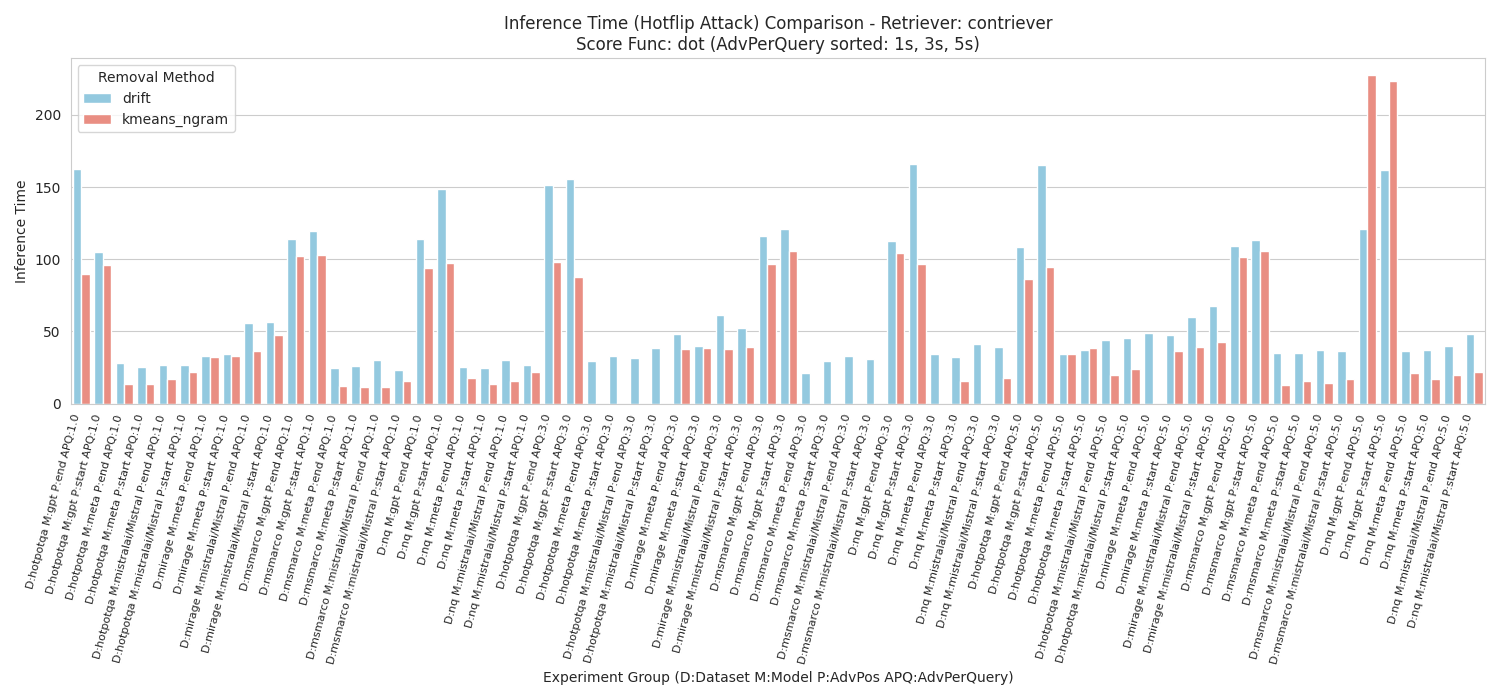 Inference Time (Hotflip Attack) Comparison - Retriever: contriever
Score Func: dot (AdvPerQuery sorted: 1s, 3s, 5s)
Removal Method
drift
kmeans_ngram
Inference Time
200
150
100
50
0
D:hotpotqa M:gpt P:end APQ:1.0
D:hotpotqa M:gpt P:start APQ:1.0
D:hotpotqa M:meta P:end APQ:1.0
D:hotpotqa M:meta P:start APQ:1.0
D:hotpotqa M:mistralai/Mistral P:end APQ:1.0
D:hotpotqa M:mistralai/Mistral P:start APQ:1.0
D:mirage M:meta P:end APQ:1.0
D:mirage M:meta P:start APQ:1.0
D:mirage M:mistralai/Mistral P:end APQ:1.0
D:mirage M:mistralai/Mistral P:start APQ:1.0
D:msmarco M:gpt P:end APQ:1.0
D:msmarco M:gpt P:start APQ:1.0
D:msmarco M:meta P:end APQ:1.0
D:msmarco M:meta P:start APQ:1.0
D:msmarco M:mistralai/Mistral P:end APQ:1.0
D:msmarco M:mistralai/Mistral P:start APQ:1.0
D:nq M:gpt P:end APQ:1.0
D:nq M:gpt P:start APQ:1.0
D:nq M:meta P:end APQ:1.0
D:nq M:meta P:start APQ:1.0
D:nq M:mistralai/Mistral P:end APQ:1.0
D:nq M:mistralai/Mistral P:start APQ:1.0
D:hotpotqa M:gpt P:end APQ:3.0
D:hotpotqa M:gpt P:start APQ:3.0
D:hotpotqa M:meta P:end APQ:3.0
D:hotpotqa M:meta P:start APQ:3.0
D:hotpotqa M:mistralai/Mistral P:end APQ:3.0
D:hotpotqa M:mistralai/Mistral P:start APQ:3.0
D:mirage M:meta P:end APQ:3.0
D:mirage M:meta P:start APQ:3.0
D:mirage M:mistralai/Mistral P:end APQ:3.0
D:mirage M:mistralai/Mistral P:start APQ:3.0
D:msmarco M:gpt P:end APQ:3.0
D:msmarco M:gpt P:start APQ:3.0
D:msmarco M:meta P:end APQ:3.0
D:msmarco M:meta P:start APQ:3.0
D:msmarco M:mistralai/Mistral P:end APQ:3.0
D:msmarco M:mistralai/Mistral P:start APQ:3.0
D:nq M:gpt P:end APQ:3.0
D:nq M:gpt P:start APQ:3.0
D:nq M:meta P:end APQ:3.0
D:nq M:meta P:start APQ:3.0
D:nq M:mistralai/Mistral P:end APQ:3.0
D:nq M:mistralai/Mistral P:start APQ:3.0
D:hotpotqa M:gpt P:end APQ:5.0
D:hotpotqa M:gpt P:start APQ:5.0
D:hotpotqa M:meta P:end APQ:5.0
D:hotpotqa M:meta P:start APQ:5.0
D:hotpotqa M:mistralai/Mistral P:end APQ:5.0
D:hotpotqa M:mistralai/Mistral P:start APQ:5.0
D:mirage M:meta P:end APQ:5.0
D:mirage M:meta P:start APQ:5.0
D:mirage M:mistralai/Mistral P:end APQ:5.0
D:mirage M:mistralai/Mistral P:start APQ:5.0
D:msmarco M:gpt P:end APQ:5.0
D:msmarco M:gpt P:start APQ:5.0
D:msmarco M:meta P:end APQ:5.0
D:msmarco M:meta P:start APQ:5.0
D:msmarco M:mistralai/Mistral P:end APQ:5.0
D:msmarco M:mistralai/Mistral P:start APQ:5.0
D:nq M:gpt P:end APQ:5.0
D:nq M:gpt P:start APQ:5.0
D:nq M:meta P:end APQ:5.0
D:nq M:meta P:start APQ:5.0
D:nq M:mistralai/Mistral P:end APQ:5.0
D:nq M:mistralai/Mistral P:start APQ:5.0
Experiment Group (D:Dataset M:Model P:AdvPos APQ:AdvPerQuery)